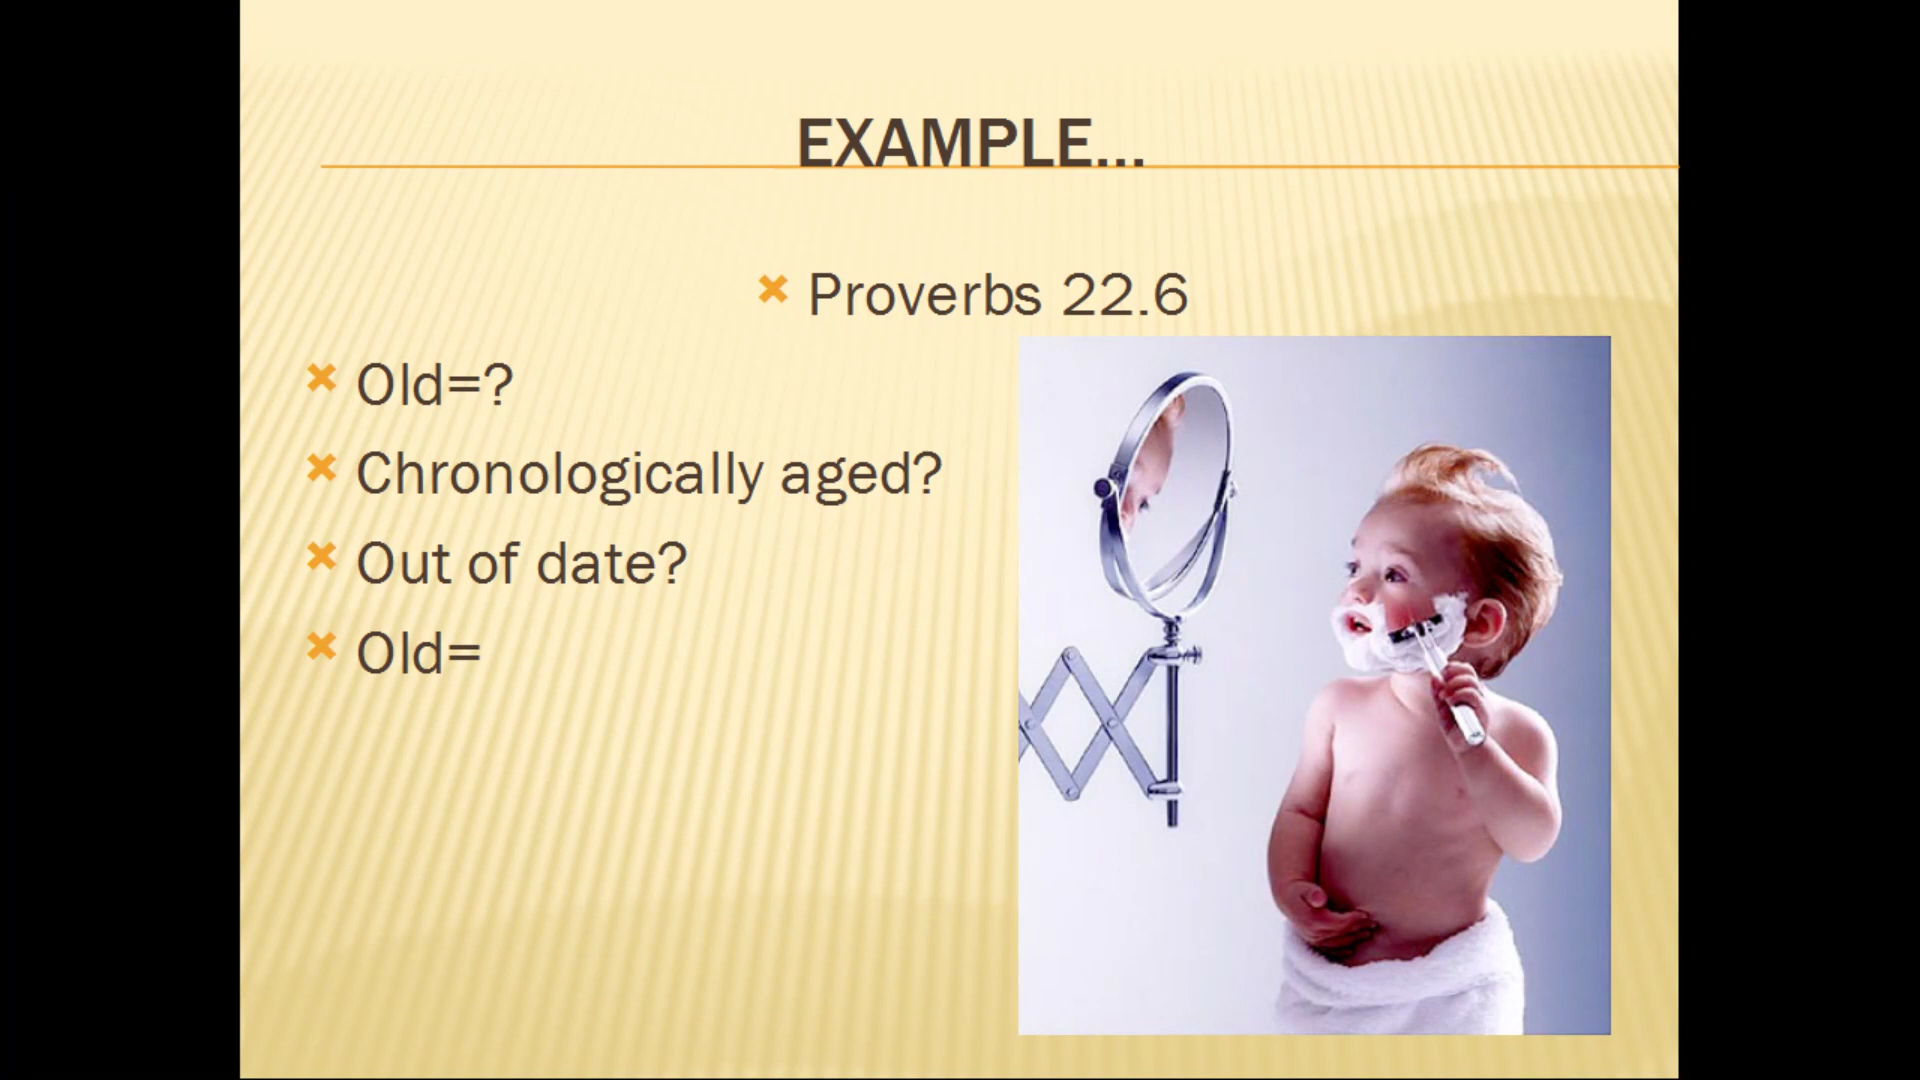 EXAMPLE...
Proverbs 22.6
Old=?
Chronologically aged?
Out of date?
Old=